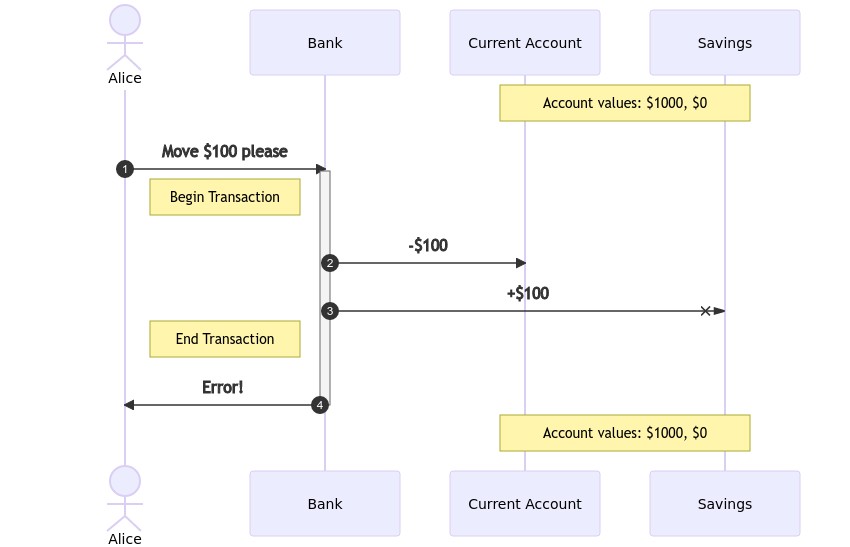 Alice
Bank
Current Account
Savings
Account values: $1000, $0
Move $100 please
1
Begin Transaction
-$100
2
+$100
3
End Transaction
Error!
4
Account values: $1000, $0
Alice
Bank
Current Account
Savings